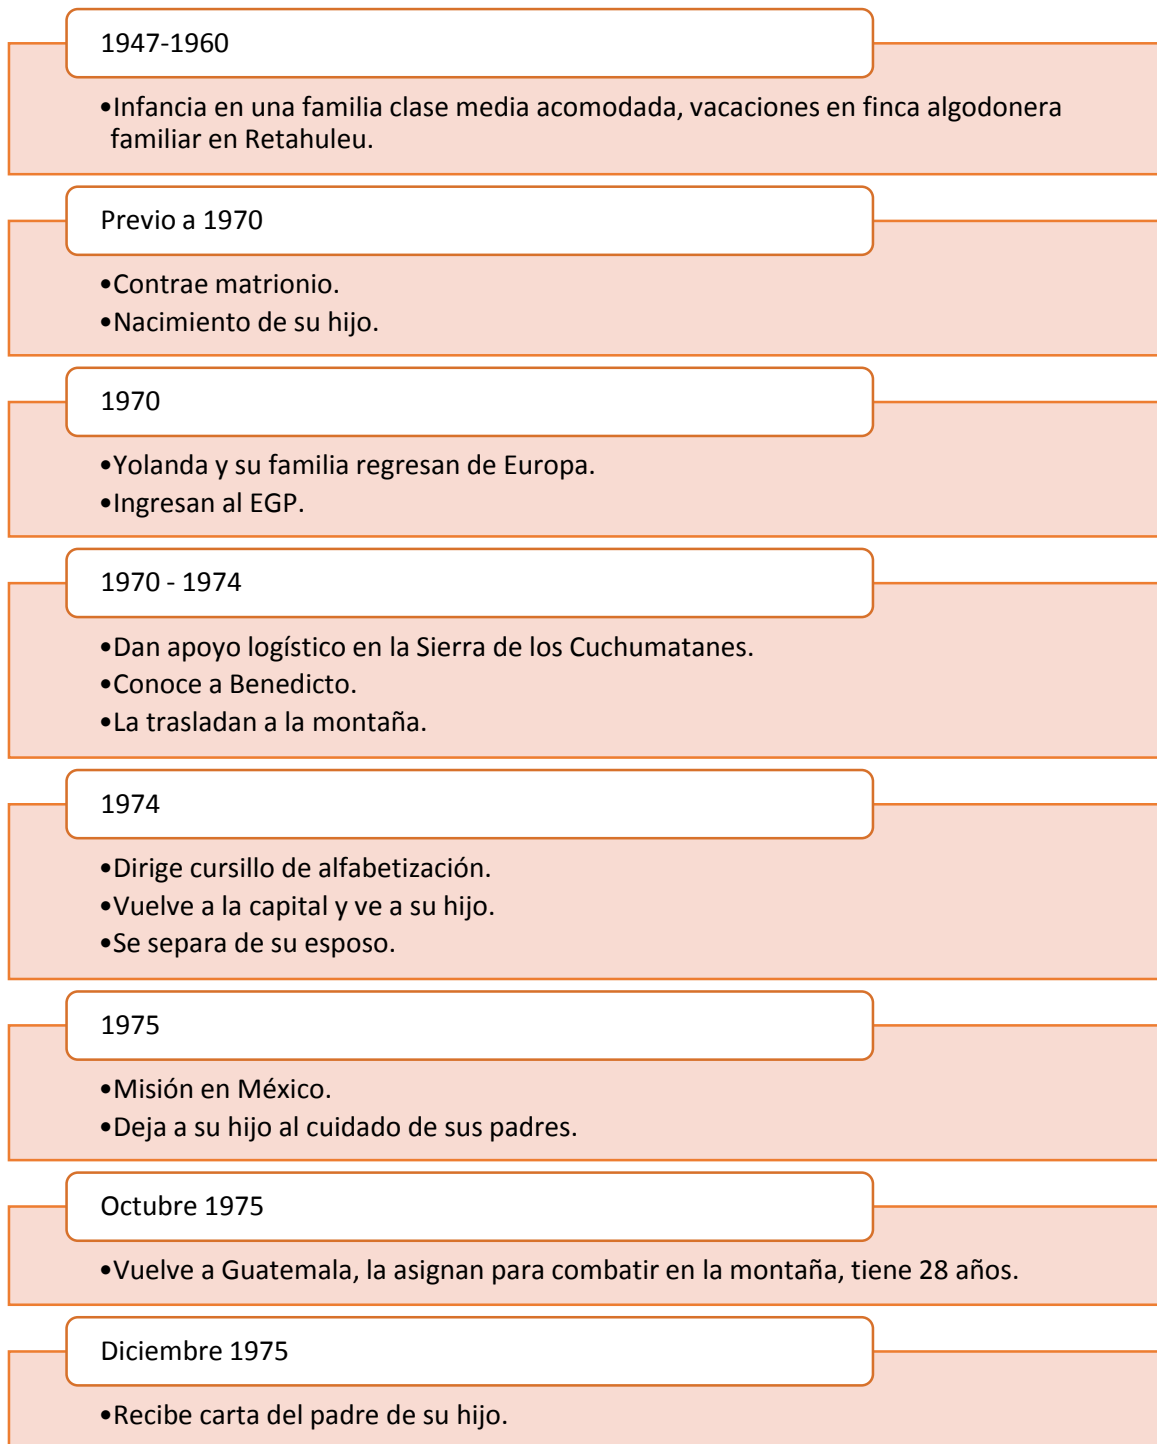 1947-1960
•Infancia en una familia clase media acomodada, vacaciones en finca algodonera
familiar en Retahuleu.
Previo a 1970
•Contrae matrionio.
•Nacimiento de su hijo.
1970
•Yolanda y su familia regresan de Europa.
•Ingresan al EGP.
1970 - 1974
•Dan apoyo logístico en la Sierra de los Cuchumatanes.
•Conoce a Benedicto.
•La trasladan a la montaña.
1974
•Dirige cursillo de alfabetización.
•Vuelve a la capital y ve a su hijo.
•Se separa de su esposo.
1975
•Misión en México.
•Deja a su hijo al cuidado de sus padres.
Octubre 1975
•Vuelve a Guatemala, la asignan para combatir en la montaña, tiene 28 años.
Diciembre 1975
•Recibe carta del padre de su hijo.